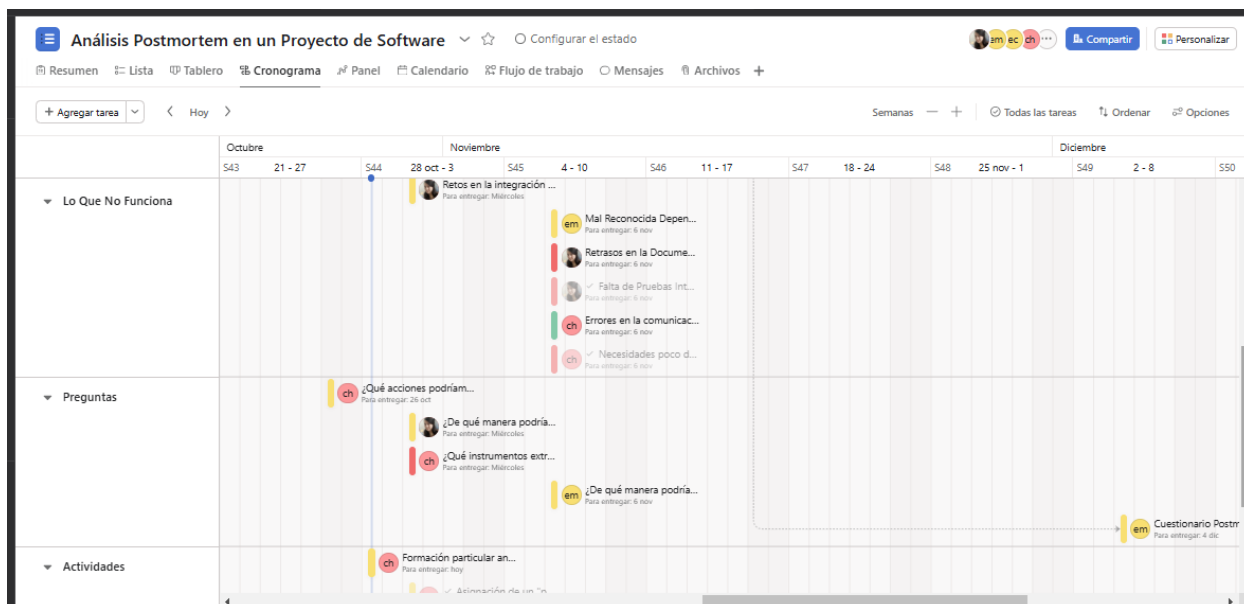 Análisis Postmortem en un Proyecto de Software
Configurar el estado
em ec ch
Compartir
Personalizar
Resumen Lista Tablero Cronograma Panel Calendario Flujo de trabajo Mensajes Archivos
+ Agregar tarea
Hoy
Semanas
Todas las tareas
Ordenar
Opciones
Octubre Noviembre Diciembre
S43 21 - 27 S44 28 oct - 3 S45 4 - 10 S46 11 - 17 S47 18 - 24 S48 25 nov - 1 S49 2 - 8 S50
Lo Que No Funciona
Retos en la integración ...
Para entregar: Miércoles
em Mal Reconocida Depen...
Para entregar: 6 nov
Retrasos en la Docume...
Para entregar: 6 nov
Falta de Pruebas Int...
Para entregar: 6 nov
ch Errores en la comunicac...
Para entregar: 6 nov
ch Necesidades poco d...
Para entregar: 6 nov
Preguntas
ch ¿Qué acciones podríam...
Para entregar: 26 oct
¿De qué manera podría...
Para entregar: Miércoles
ch ¿Qué instrumentos extr...
Para entregar: Miércoles
em ¿De qué manera podría...
Para entregar: 6 nov
em Cuestionario Postm
Para entregar: 4 dic
Actividades
ch Formación particular an...
Para entregar: hoy
Asignación de un "p